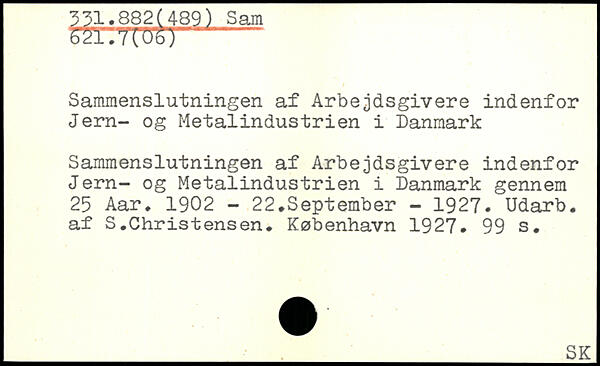 331.882(489) Sam
621.7(06)
Sammenslutningen af Arbejdsgivere indenfor
Jern- og Metalindustrien i Danmark
Sammenslutningen af Arbejdsgivere indenfor
Jern- og Metalindustrien i Danmark gennem
25 Aar. 1902 - 22.September - 1927. Udarb.
af S.Christensen. København 1927. 99 s.
SK